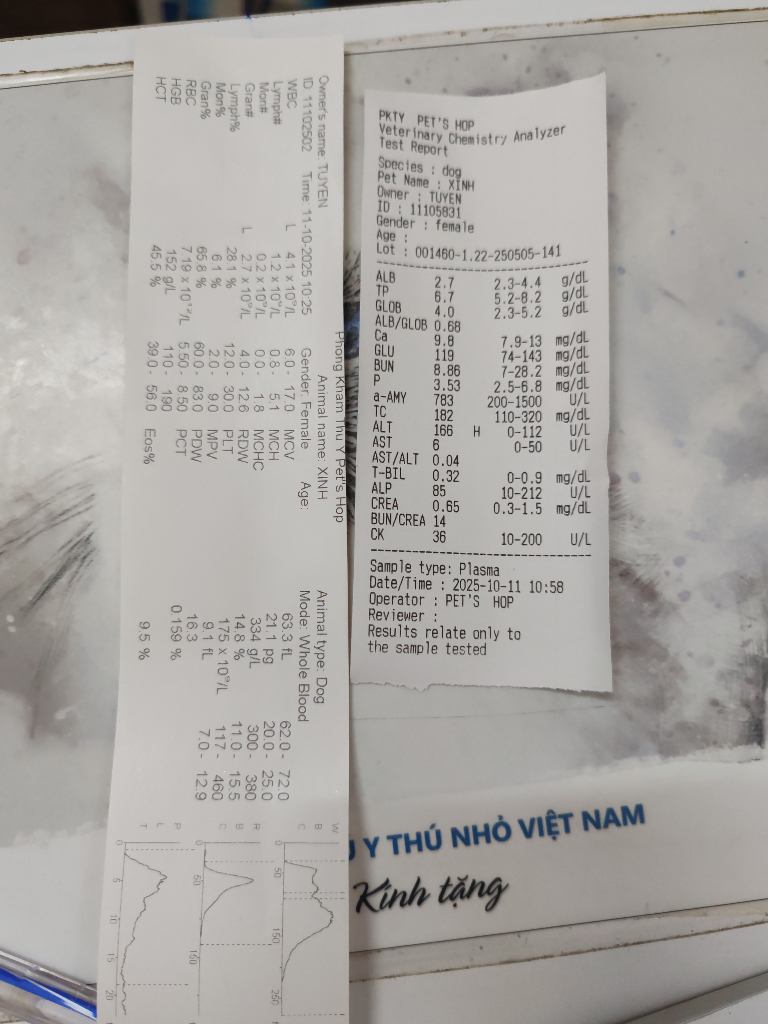 Phòng Khám Thú Y Pet's Hop
Owner's name: TUYEN Animal name: XINH Animal type: Dog
ID: 11102502 Time: 11-10-2025 10:25 Gender: Female Age: Mode: Whole Blood
WBC L 4.1 x 10^9/L 6.0 - 17.0 MCV 63.3 fL 62.0 - 72.0
Lymph# 1.2 x 10^9/L 0.8 - 5.1 MCH 21.1 pg 20.0 - 25.0
Mon# 0.2 x 10^9/L 0.0 - 1.8 MCHC 334 g/L 300 - 380
Gran# L 2.7 x 10^9/L 4.0 - 12.6 RDW 14.8 % 11.0 - 15.5
Lymph% 28.1 % 12.0 - 30.0 PLT 175 x 10^9/L 117 - 460
Mon% 6.1 % 2.0 - 9.0 MPV 9.1 fL 7.0 - 12.9
Gran% 65.8 % 60.0 - 83.0 PDW 16.3
RBC 7.19 x 10^12/L 5.50 - 8.50 PCT 0.159 %
HGB 152 g/L 110 - 190
HCT 45.5 % 39.0 - 56.0 Eos% 9.5 %
W
B
C
0 50 150 250
R
B
C
0 60 150
P
L
T
0 5 10 15 20
PKTY PET'S HOP
Veterinary Chemistry Analyzer
Test Report
Species : dog
Pet Name : XINH
Owner : TUYEN
ID : 11105831
Gender : female
Age :
Lot : 001460-1.22-250505-141
ALB 2.7 2.3-4.4 g/dL
TP 6.7 5.2-8.2 g/dL
GLOB 4.0 2.3-5.2 g/dL
ALB/GLOB 0.68
Ca 9.8 7.9-13 mg/dL
GLU 119 74-143 mg/dL
BUN 8.86 7-28.2 mg/dL
P 3.53 2.5-6.8 mg/dL
a-AMY 783 200-1500 U/L
TC 182 110-320 mg/dL
ALT 166 H 0-112 U/L
AST 6 0-50 U/L
AST/ALT 0.04
T-BIL 0.32 0-0.9 mg/dL
ALP 85 10-212 U/L
CREA 0.65 0.3-1.5 mg/dL
BUN/CREA 14
CK 36 10-200 U/L
Sample type: Plasma
Date/Time : 2025-10-11 10:58
Operator : PET'S HOP
Reviewer :
Results relate only to
the sample tested
Y THÚ NHỎ VIỆT NAM
Kính tặng